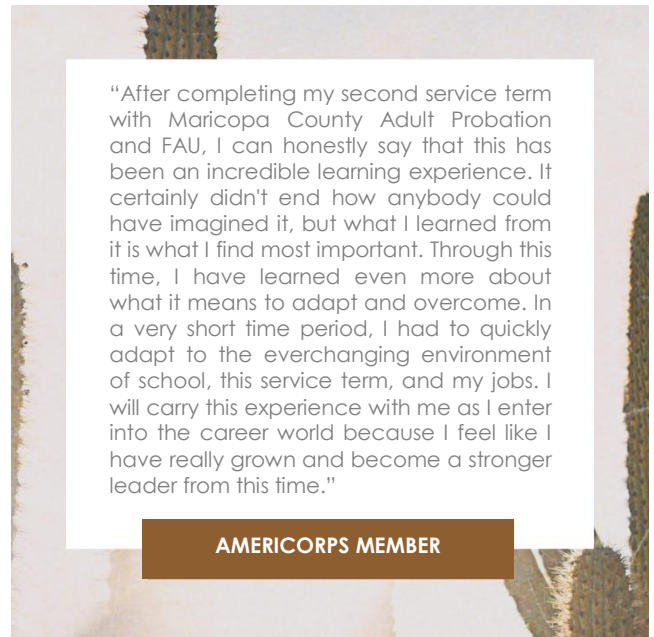 “After completing my second service term
with Maricopa County Adult Probation
and FAU, I can honestly say that this has
been an incredible learning experience. It
certainly didn't end how anybody could
have imagined it, but what I learned from
it is what I find most important. Through this
time, I have learned even more about
what it means to adapt and overcome. In
a very short time period, I had to quickly
adapt to the everchanging environment
of school, this service term, and my jobs. I
will carry this experience with me as I enter
into the career world because I feel like I
have really grown and become a stronger
leader from this time.”
AMERICORPS MEMBER